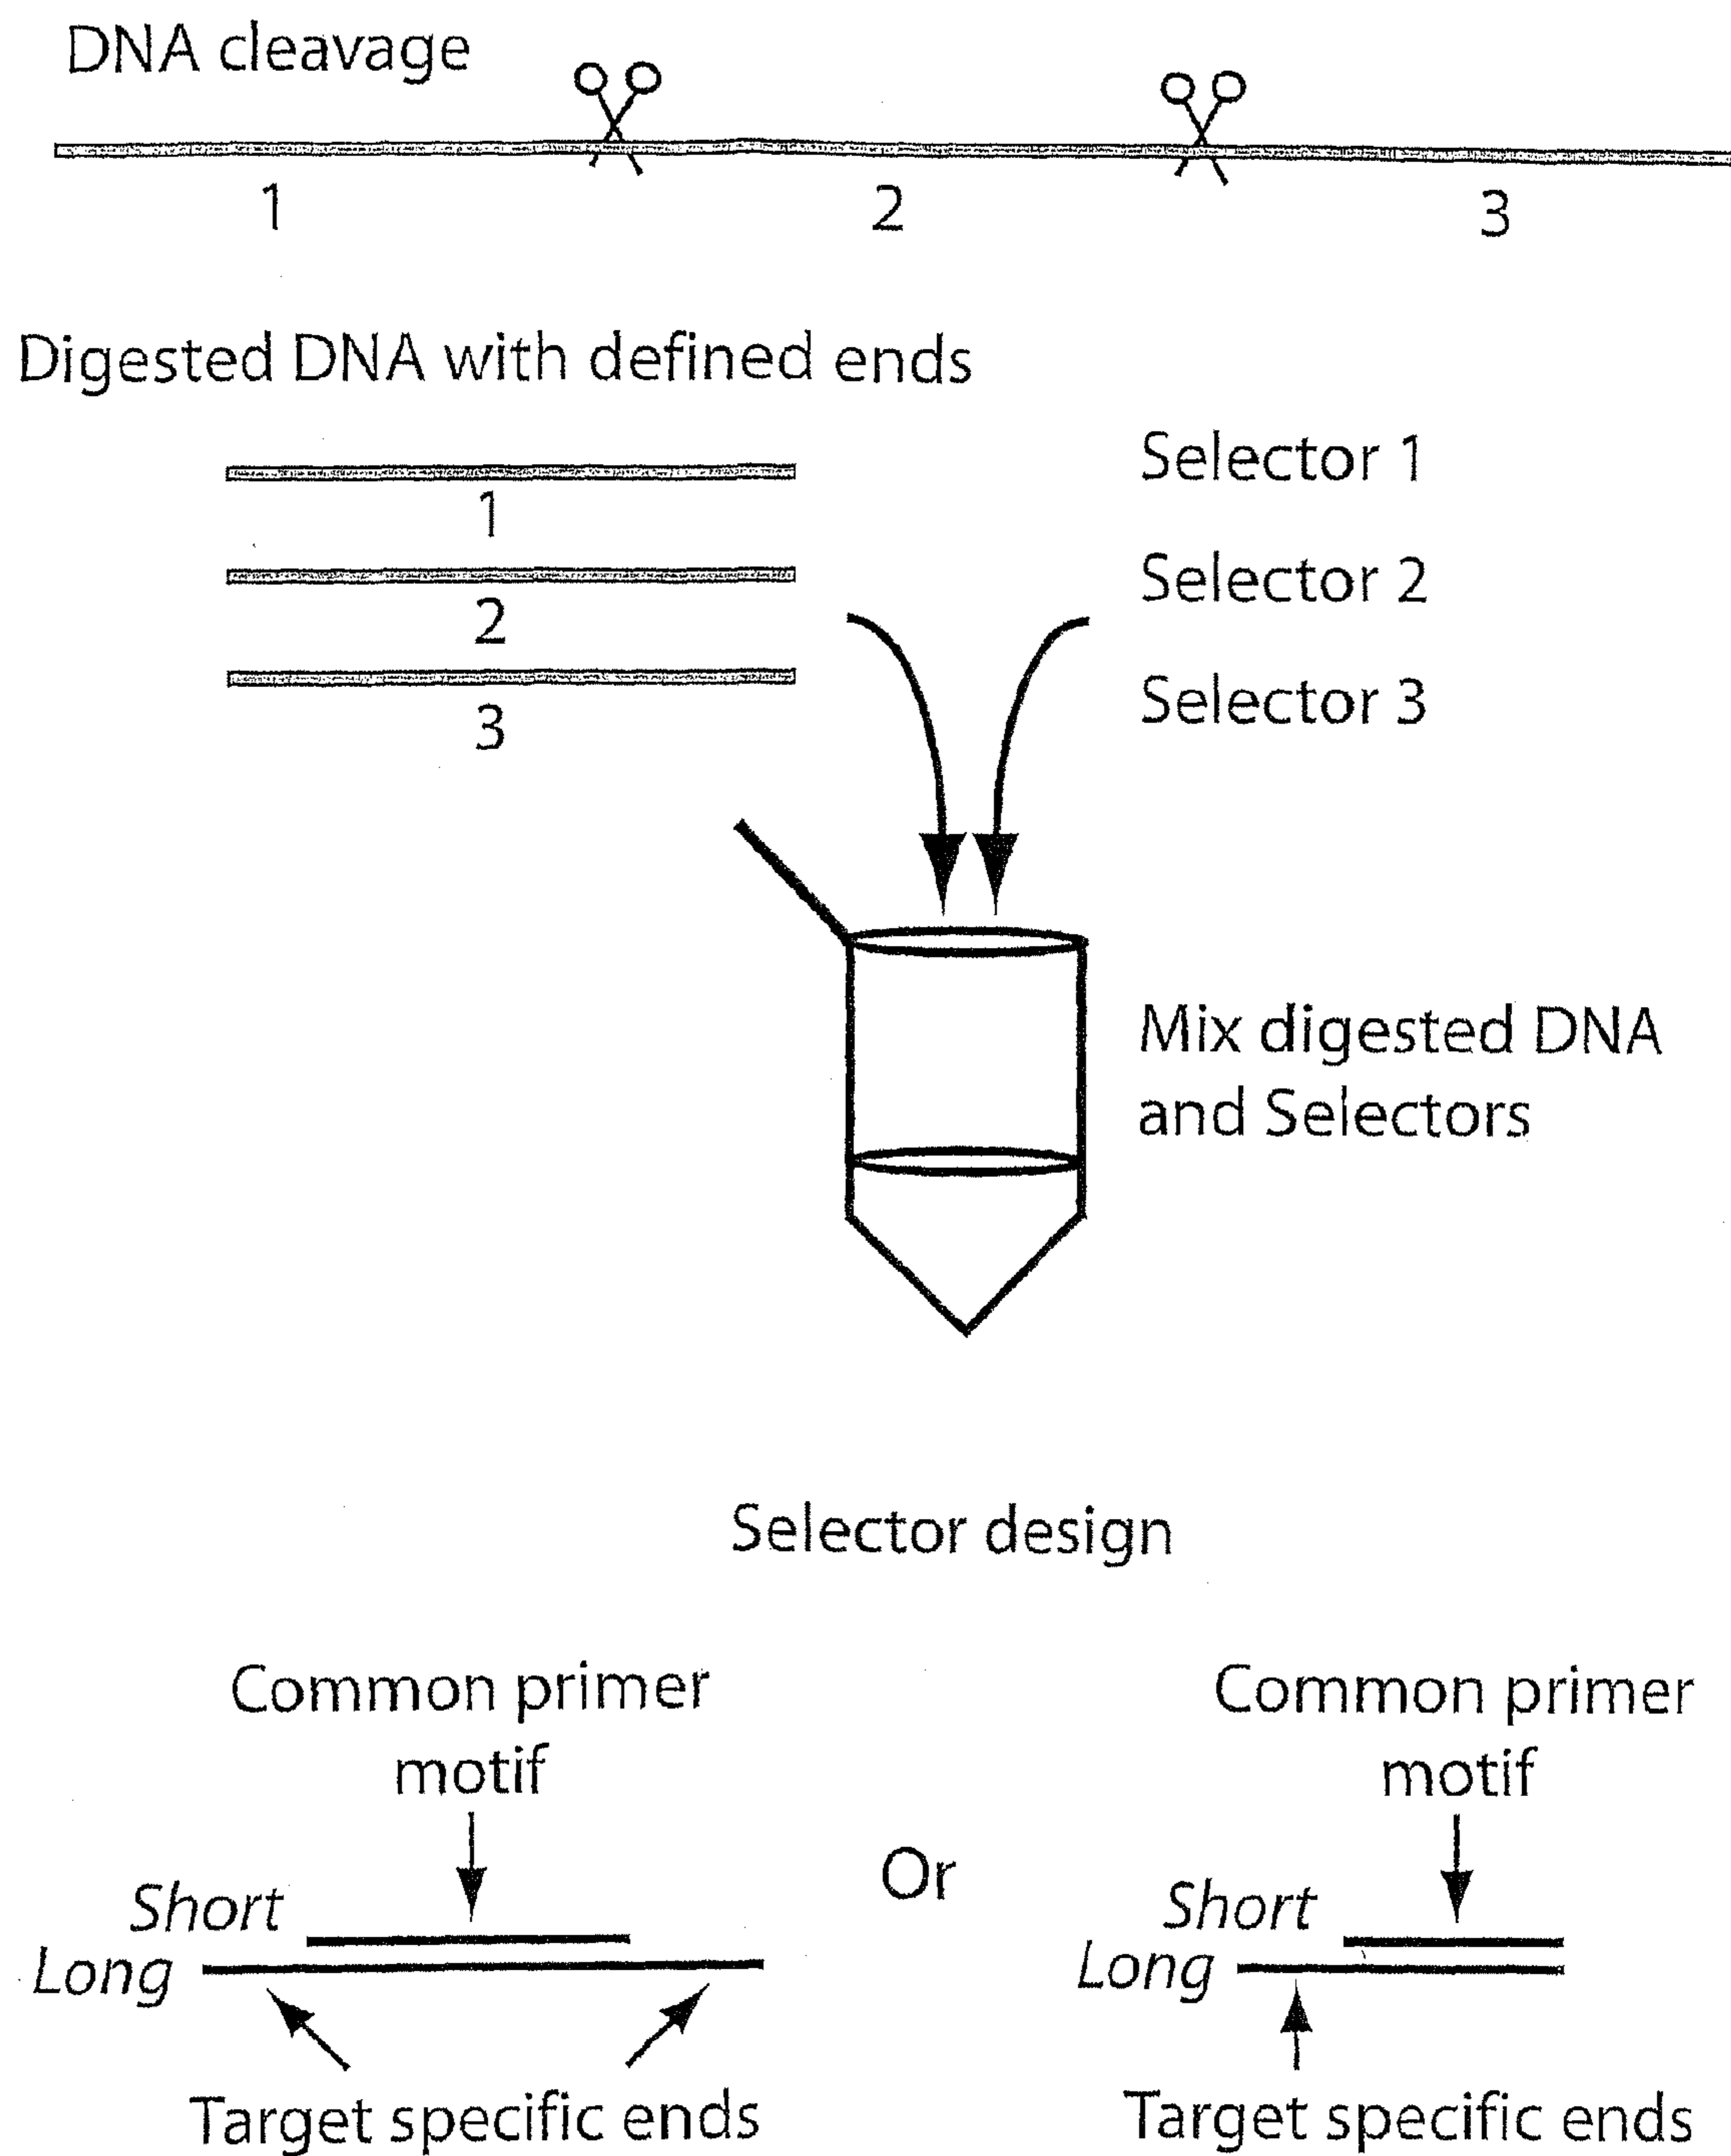 DNA cleavage
1 2 3
Digested DNA with defined ends
1
2
3
Selector 1
Selector 2
Selector 3
Mix digested DNA
and Selectors
Selector design
Common primer
motif
Short
Long
Target specific ends
Or
Common primer
motif
Short
Long
Target specific ends